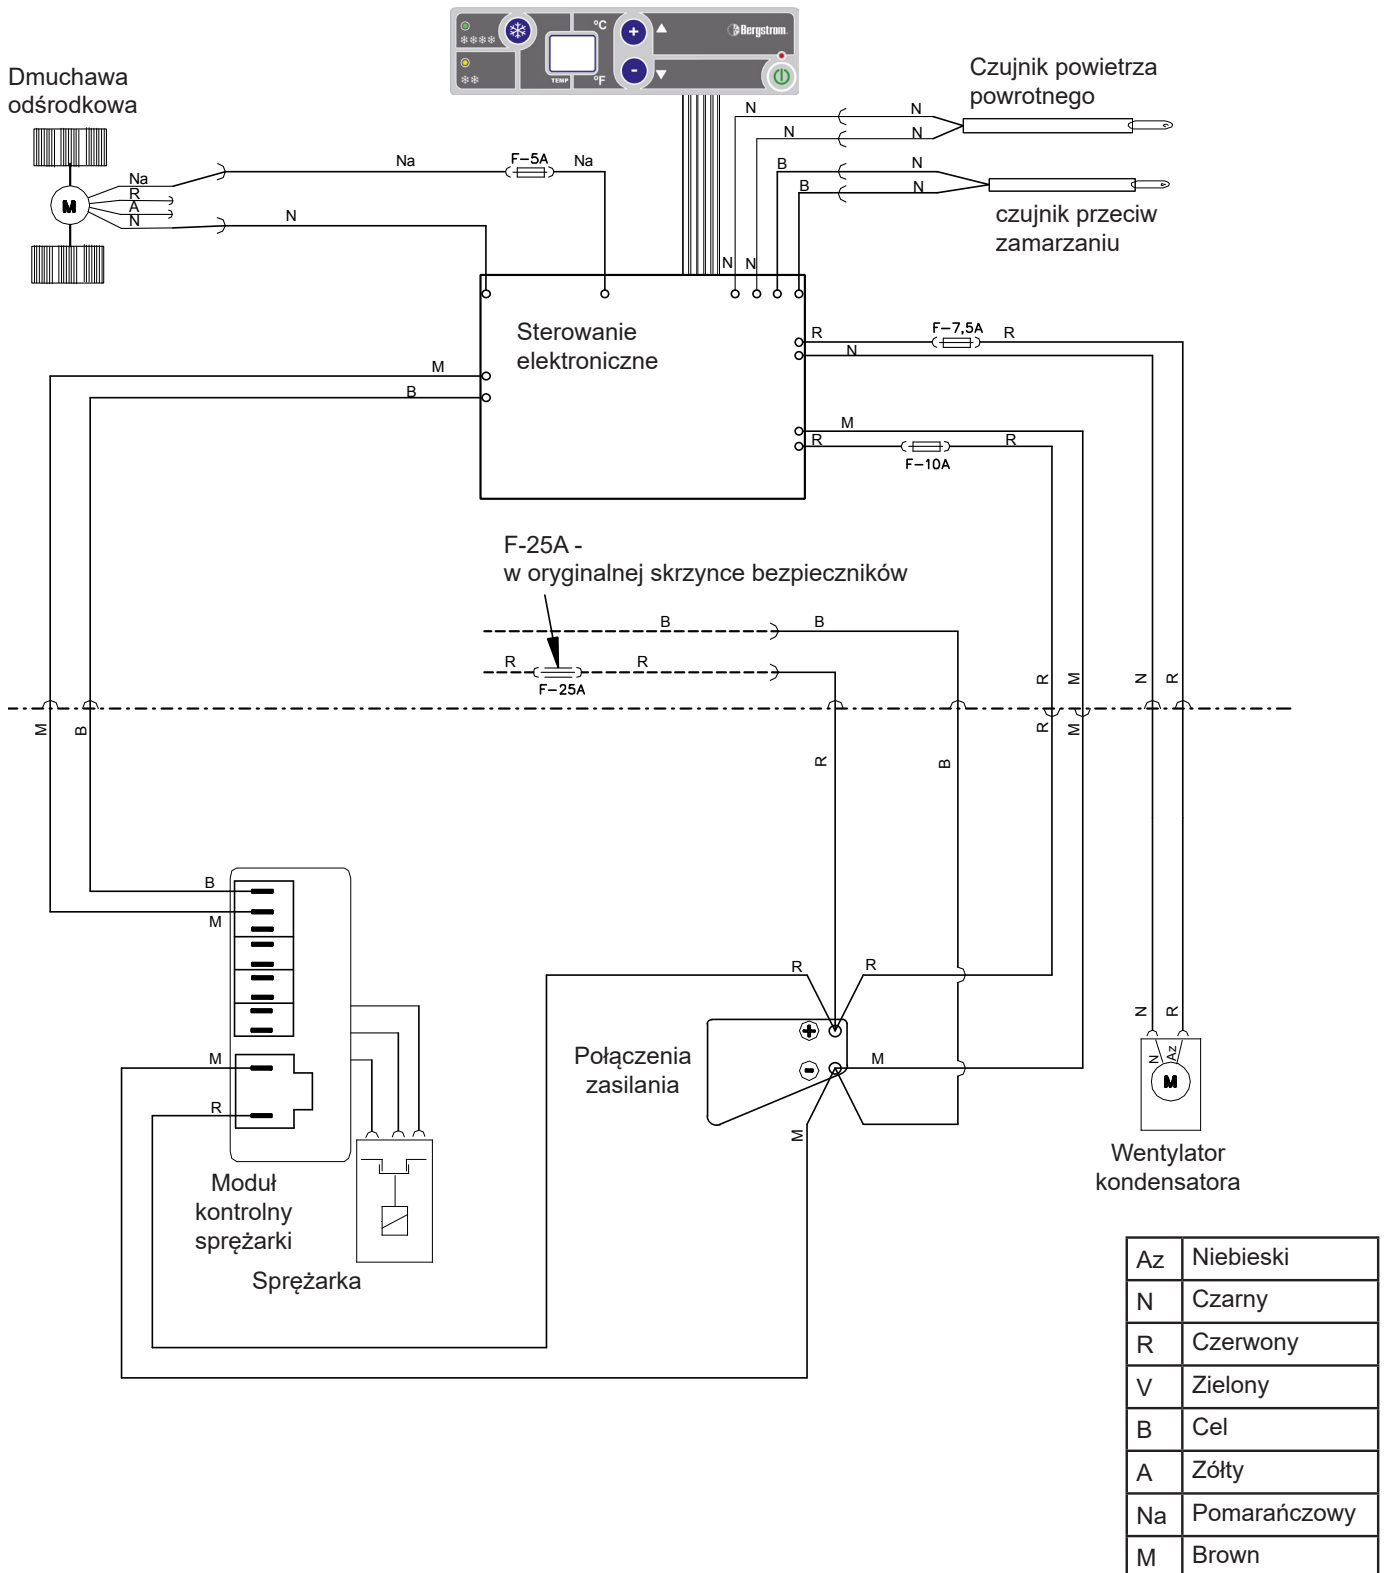 °C
Bergstrom
TEMP
°F
Dmuchawa
odśrodkowa
Czujnik powietrza
powrotnego
N
N
N
N
F-5A
Na
Na
Na
B
N
B
N
R
A
N
N
M
czujnik przeciw
zamarzaniu
N
N
Sterowanie
elektroniczne
R
F-7,5A
R
N
M
B
M
R
R
F-10A
F-25A -
w oryginalnej skrzynce bezpieczników
B
B
R
R
F-25A
R
M
N
R
M
B
R
M
R
B
B
M
R
R
M
R
Połączenia
zasilania
M
M
N
R
N
Az
M
Wentylator
kondensatora
Moduł
kontrolny
sprężarki
Sprężarka
Az Niebieski
N Czarny
R Czerwony
V Zielony
B Cel
A Zółty
Na Pomarańczowy
M Brown